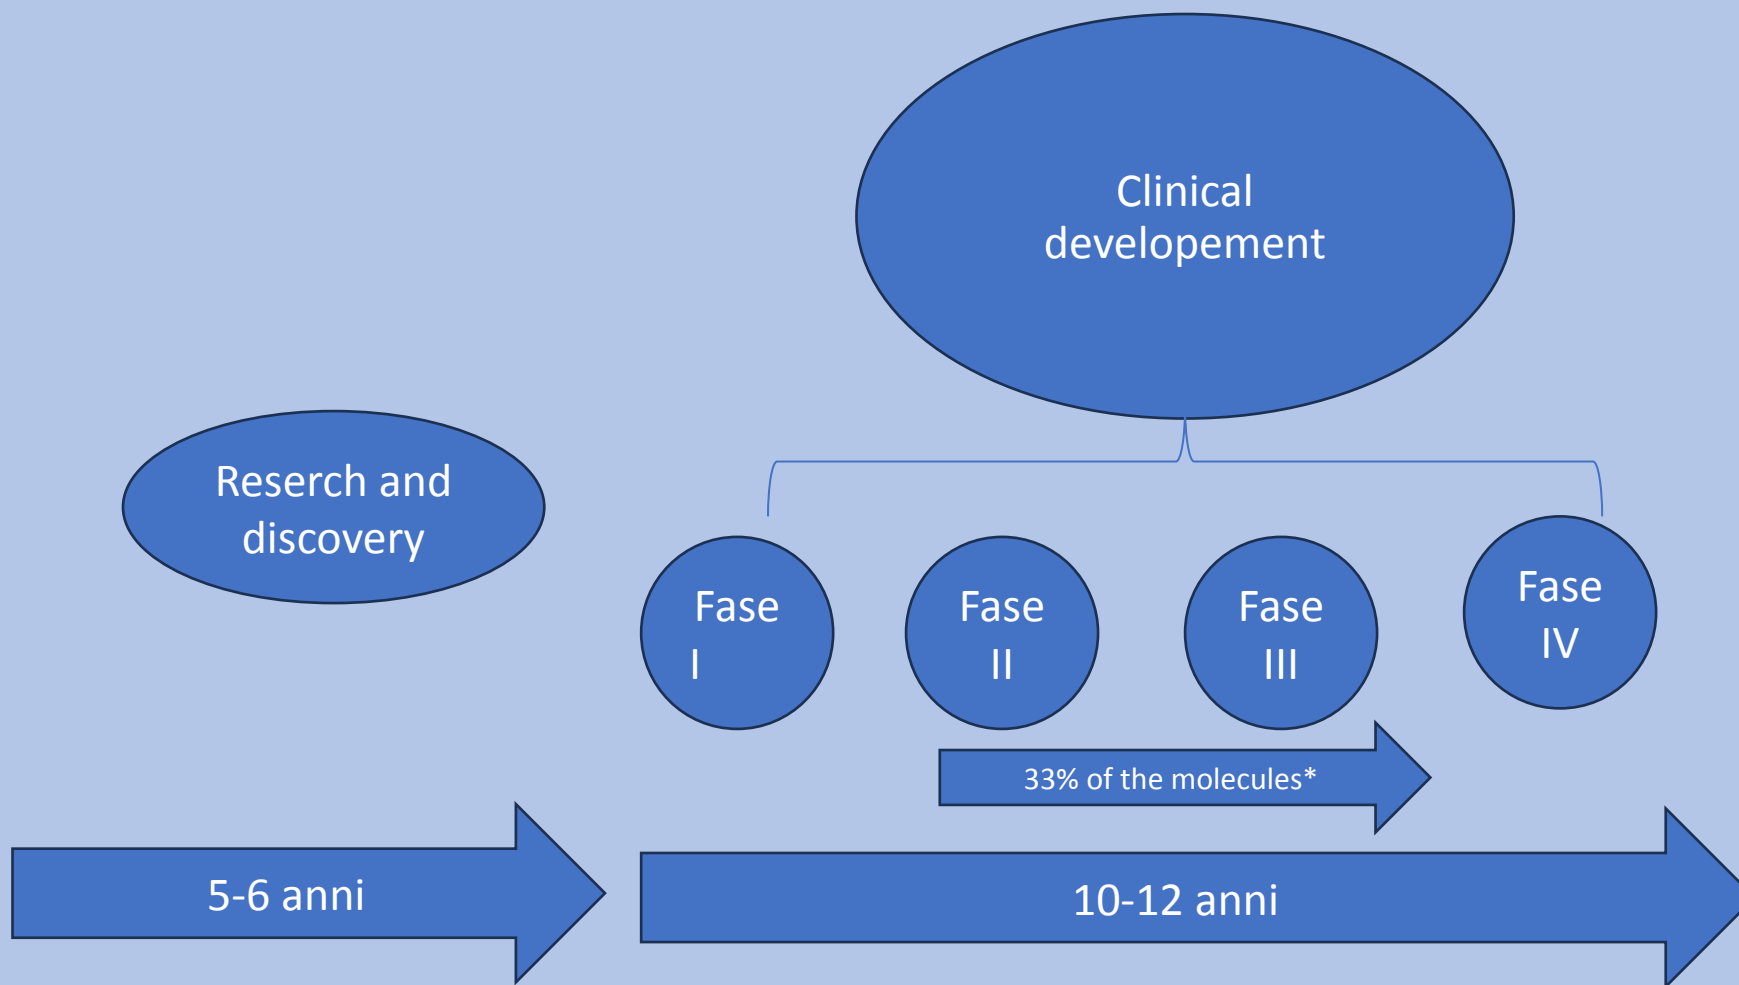 Clinical
developement
Reserch and
discovery
Fase
I
Fase
II
Fase
III
Fase
IV
33% of the molecules*
5-6 anni
10-12 anni